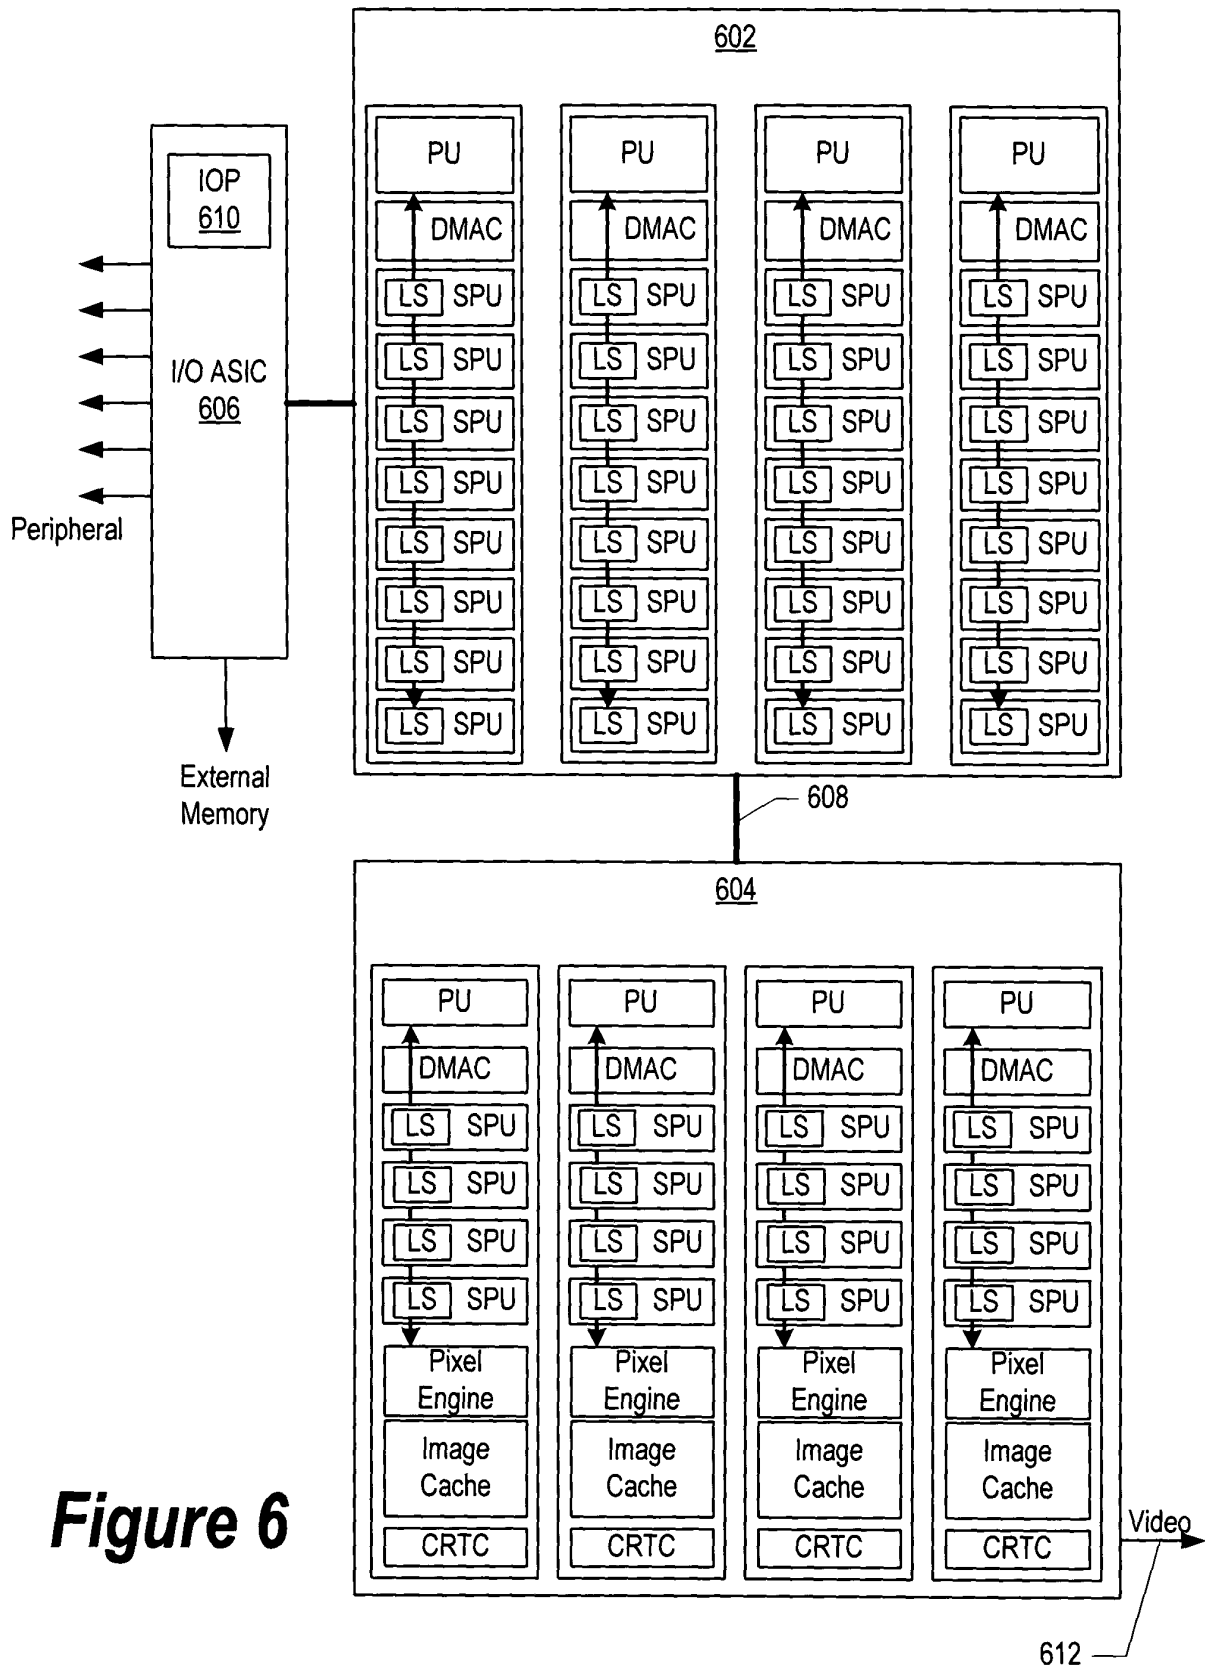 602
PU PU PU PU
IOP
610
DMAC DMAC DMAC DMAC
LS SPU LS SPU LS SPU LS SPU
LS SPU LS SPU LS SPU LS SPU
I/O ASIC
606
LS SPU LS SPU LS SPU LS SPU
LS SPU LS SPU LS SPU LS SPU
Peripheral
LS SPU LS SPU LS SPU LS SPU
LS SPU LS SPU LS SPU LS SPU
LS SPU LS SPU LS SPU LS SPU
LS SPU LS SPU LS SPU LS SPU
External
Memory
608
604
PU PU PU PU
DMAC DMAC DMAC DMAC
LS SPU LS SPU LS SPU LS SPU
LS SPU LS SPU LS SPU LS SPU
LS SPU LS SPU LS SPU LS SPU
LS SPU LS SPU LS SPU LS SPU
Pixel Pixel Pixel Pixel
Engine Engine Engine Engine
Image Image Image Image
Cache Cache Cache Cache
Figure 6
Video
CRTC CRTC CRTC CRTC
612